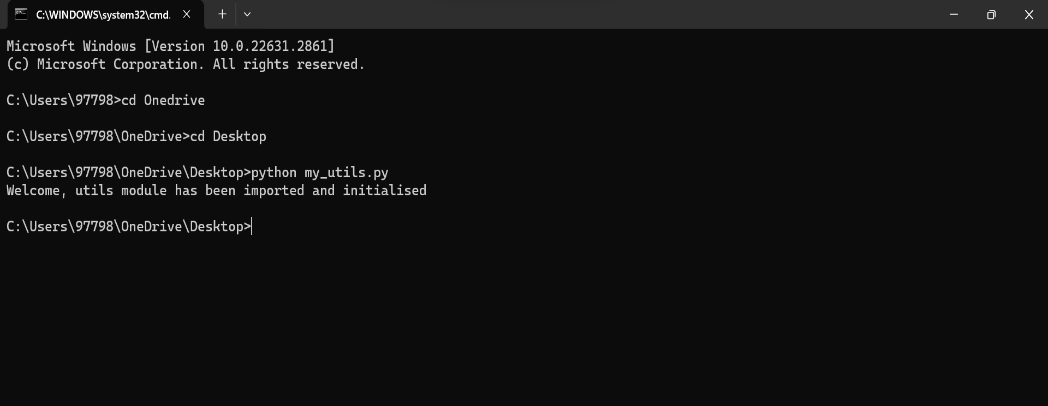 C:\WINDOWS\system32\cmd.
Microsoft Windows [Version 10.0.22631.2861]
(c) Microsoft Corporation. All rights reserved.
C:\Users\97798>cd Onedrive
C:\Users\97798\OneDrive>cd Desktop
C:\Users\97798\OneDrive\Desktop>python my_utils.py
Welcome, utils module has been imported and initialised
C:\Users\97798\OneDrive\Desktop>